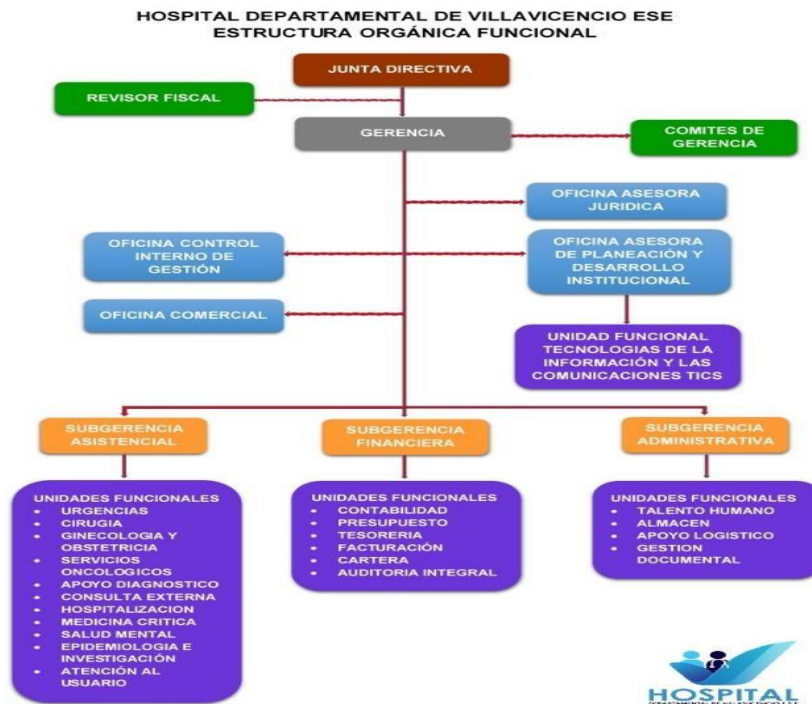 HOSPITAL DEPARTAMENTAL DE VILLAVICENCIO ESE
ESTRUCTURA ORGÁNICA FUNCIONAL
JUNTA DIRECTIVA
REVISOR FISCAL
GERENCIA
COMITES DE
GERENCIA
OFICINA ASESORA
JURIDICA
OFICINA CONTROL
INTERNO DE
GESTIÓN
OFICINA ASESORA
DE PLANEACIÓN Y
DESARROLLO
INSTITUCIONAL
OFICINA COMERCIAL
UNIDAD FUNCIONAL
TECNOLOGIAS DE LA
INFORMACIÓN Y LAS
COMUNICACIONES TICS
SUBGERENCIA
ASISTENCIAL
SUBGERENCIA
FINANCIERA
SUBGERENCIA
ADMINISTRATIVA
UNIDADES FUNCIONALES
• URGENCIAS
• CIRUGIA
• GINECOLOGIA Y
OBSTETRICIA
• SERVICIOS
ONCOLOGICOS
• APOYO DIAGNOSTICO
• CONSULTA EXTERNA
• HOSPITALIZACION
• MEDICINA CRITICA
• SALUD MENTAL
• EPIDEMIOLOGIA E
INVESTIGACIÓN
• ATENCIÓN AL
USUARIO
UNIDADES FUNCIONALES
• CONTABILIDAD
• PRESUPUESTO
• TESORERIA
• FACTURACIÓN
• CARTERA
• AUDITORIA INTEGRAL
UNIDADES FUNCIONALES
• TALENTO HUMANO
• ALMACEN
• APOYO LOGISTICO
• GESTION
DOCUMENTAL
HOSPITAL
DEPARTAMENTAL DE VILLAVICENCIO E.S.E